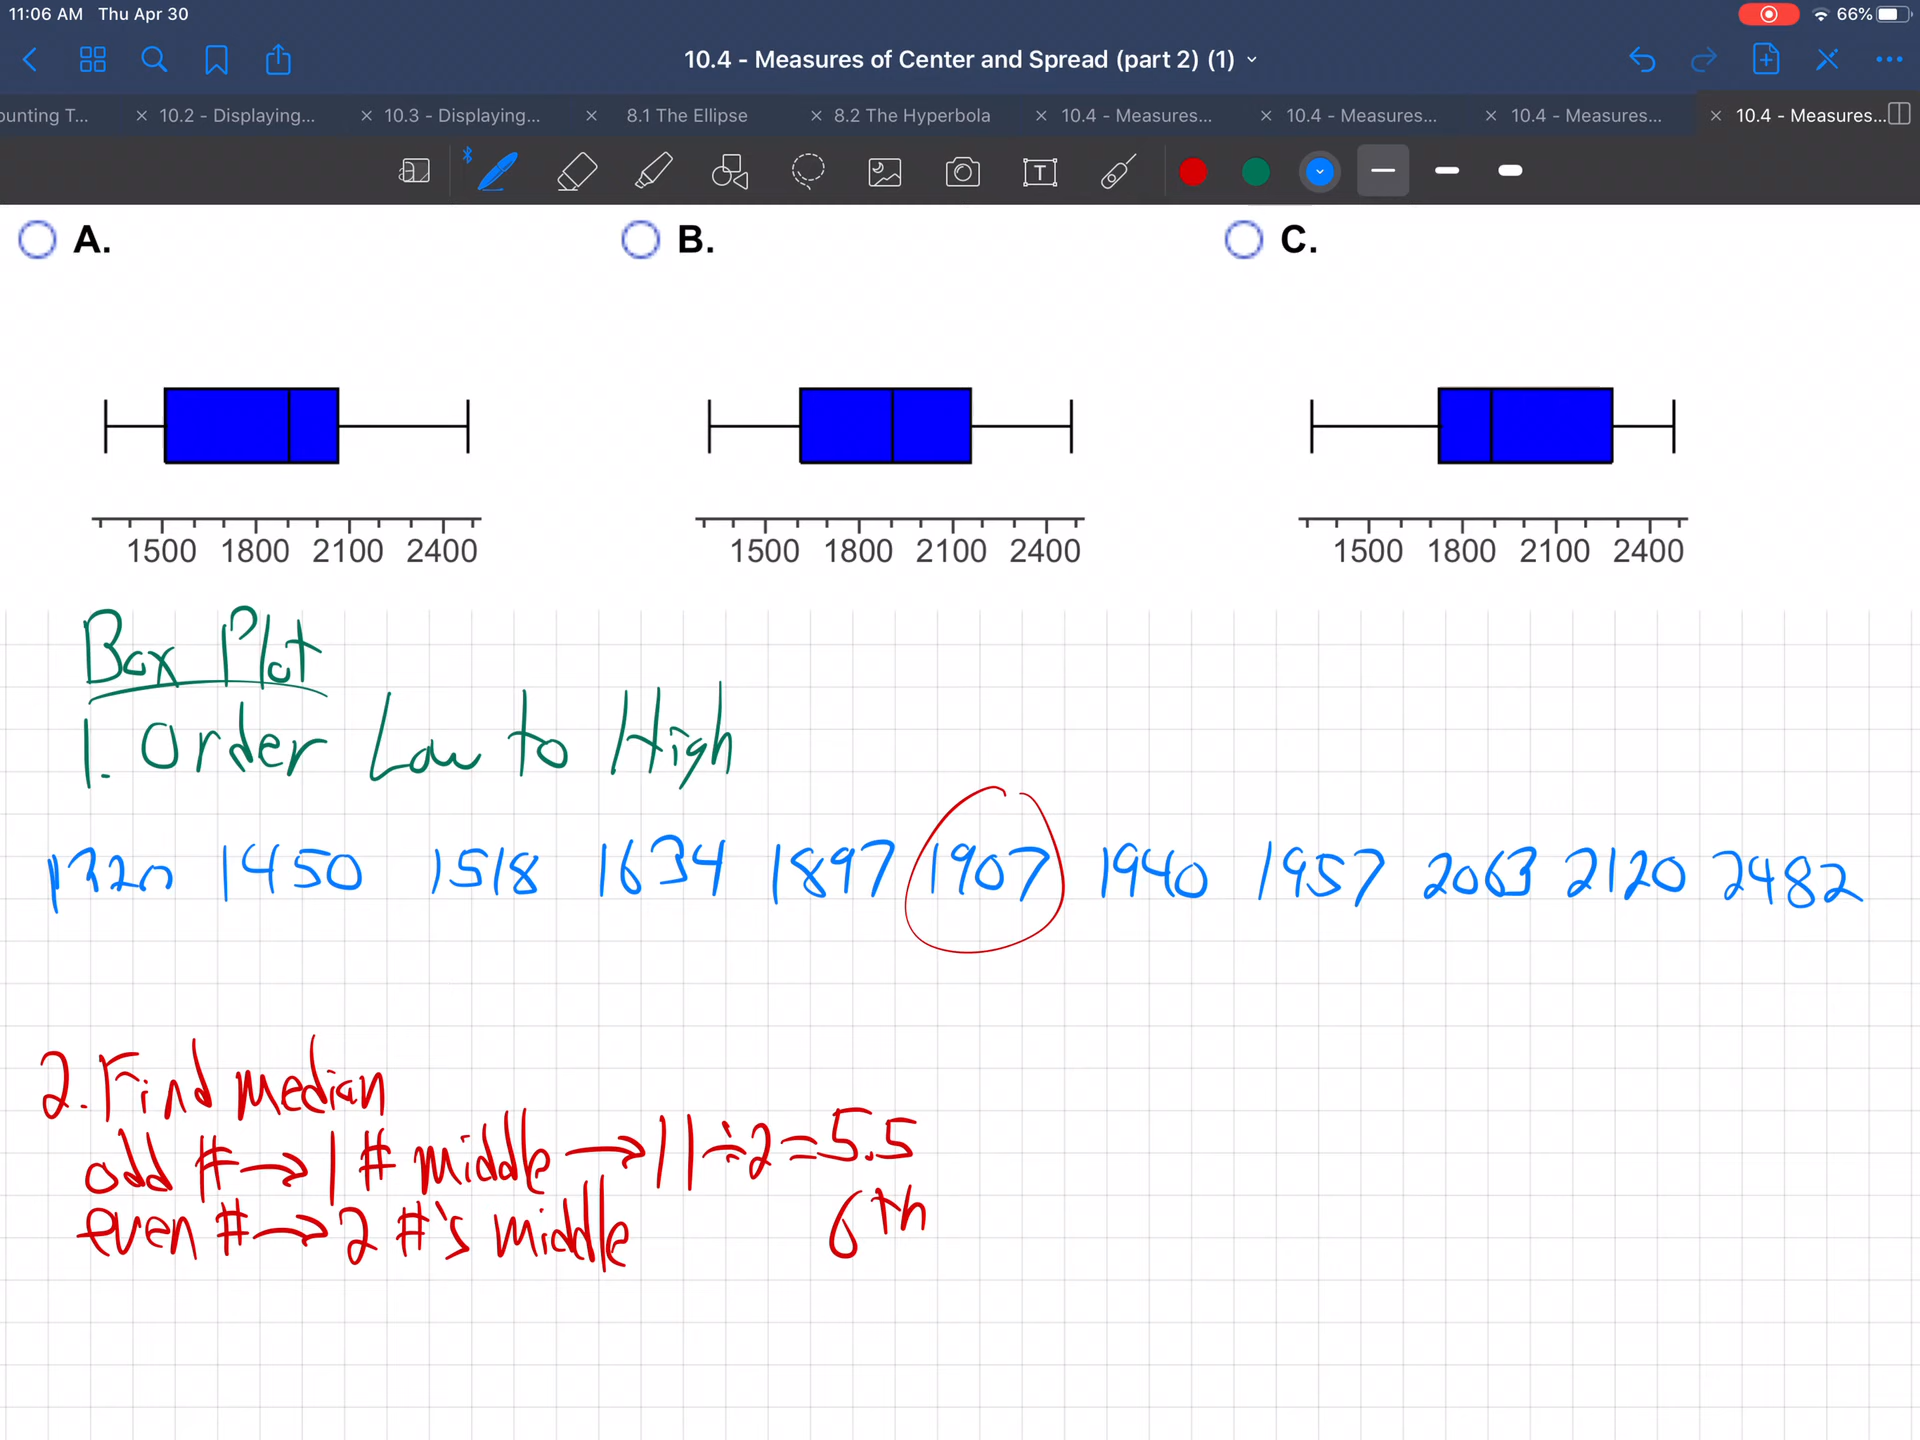 11:06 AM Thu Apr 30 66%
10.4 - Measures of Center and Spread (part 2) (1)
ounting T... × 10.2 - Displaying... × 10.3 - Displaying... × 8.1 The Ellipse × 8.2 The Hyperbola × 10.4 - Measures... × 10.4 - Measures... × 10.4 - Measures... × 10.4 - Measures...
T
A. B. C.
1500 1800 2100 2400 1500 1800 2100 2400 1500 1800 2100 2400
Box Plot
1. Order Low to High
1320 1450 1518 1634 1897 1907 1940 1957 2063 2120 2482
2. Find median
odd # → 1 # middle → 11 ÷ 2 = 5.5
even # → 2 #'s middle 6th